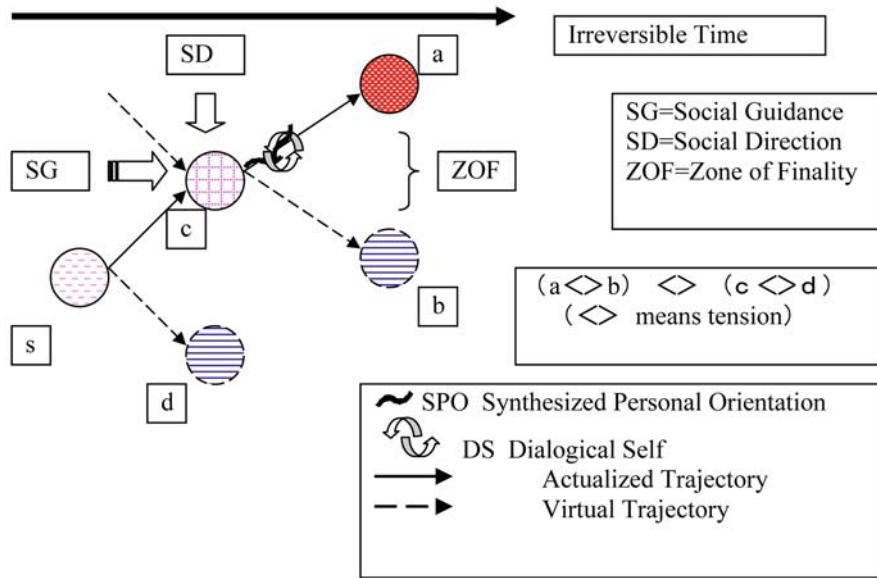 Irreversible Time
SD
a
SG=Social Guidance
SD=Social Direction
ZOF=Zone of Finality
SG
ZOF
c
(a<>b) <> (c<>d)
(<> means tension)
b
s
d
SPO Synthesized Personal Orientation
DS Dialogical Self
Actualized Trajectory
Virtual Trajectory